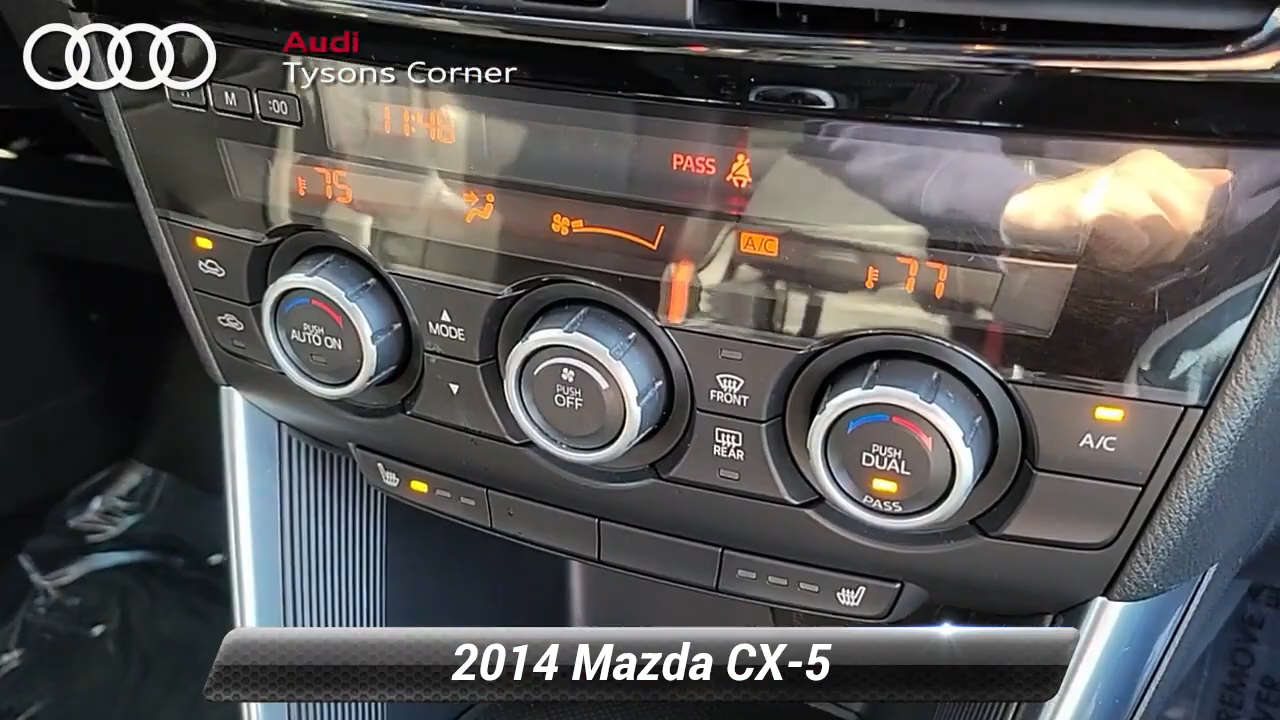 Audi
Tysons Corner
H
M
:00
11:48
PASS
75
A/C
77
PUSH
AUTO ON
MODE
PUSH
OFF
FRONT
REAR
PUSH
DUAL
PASS
A/C
REMOVE
2014 Mazda CX-5